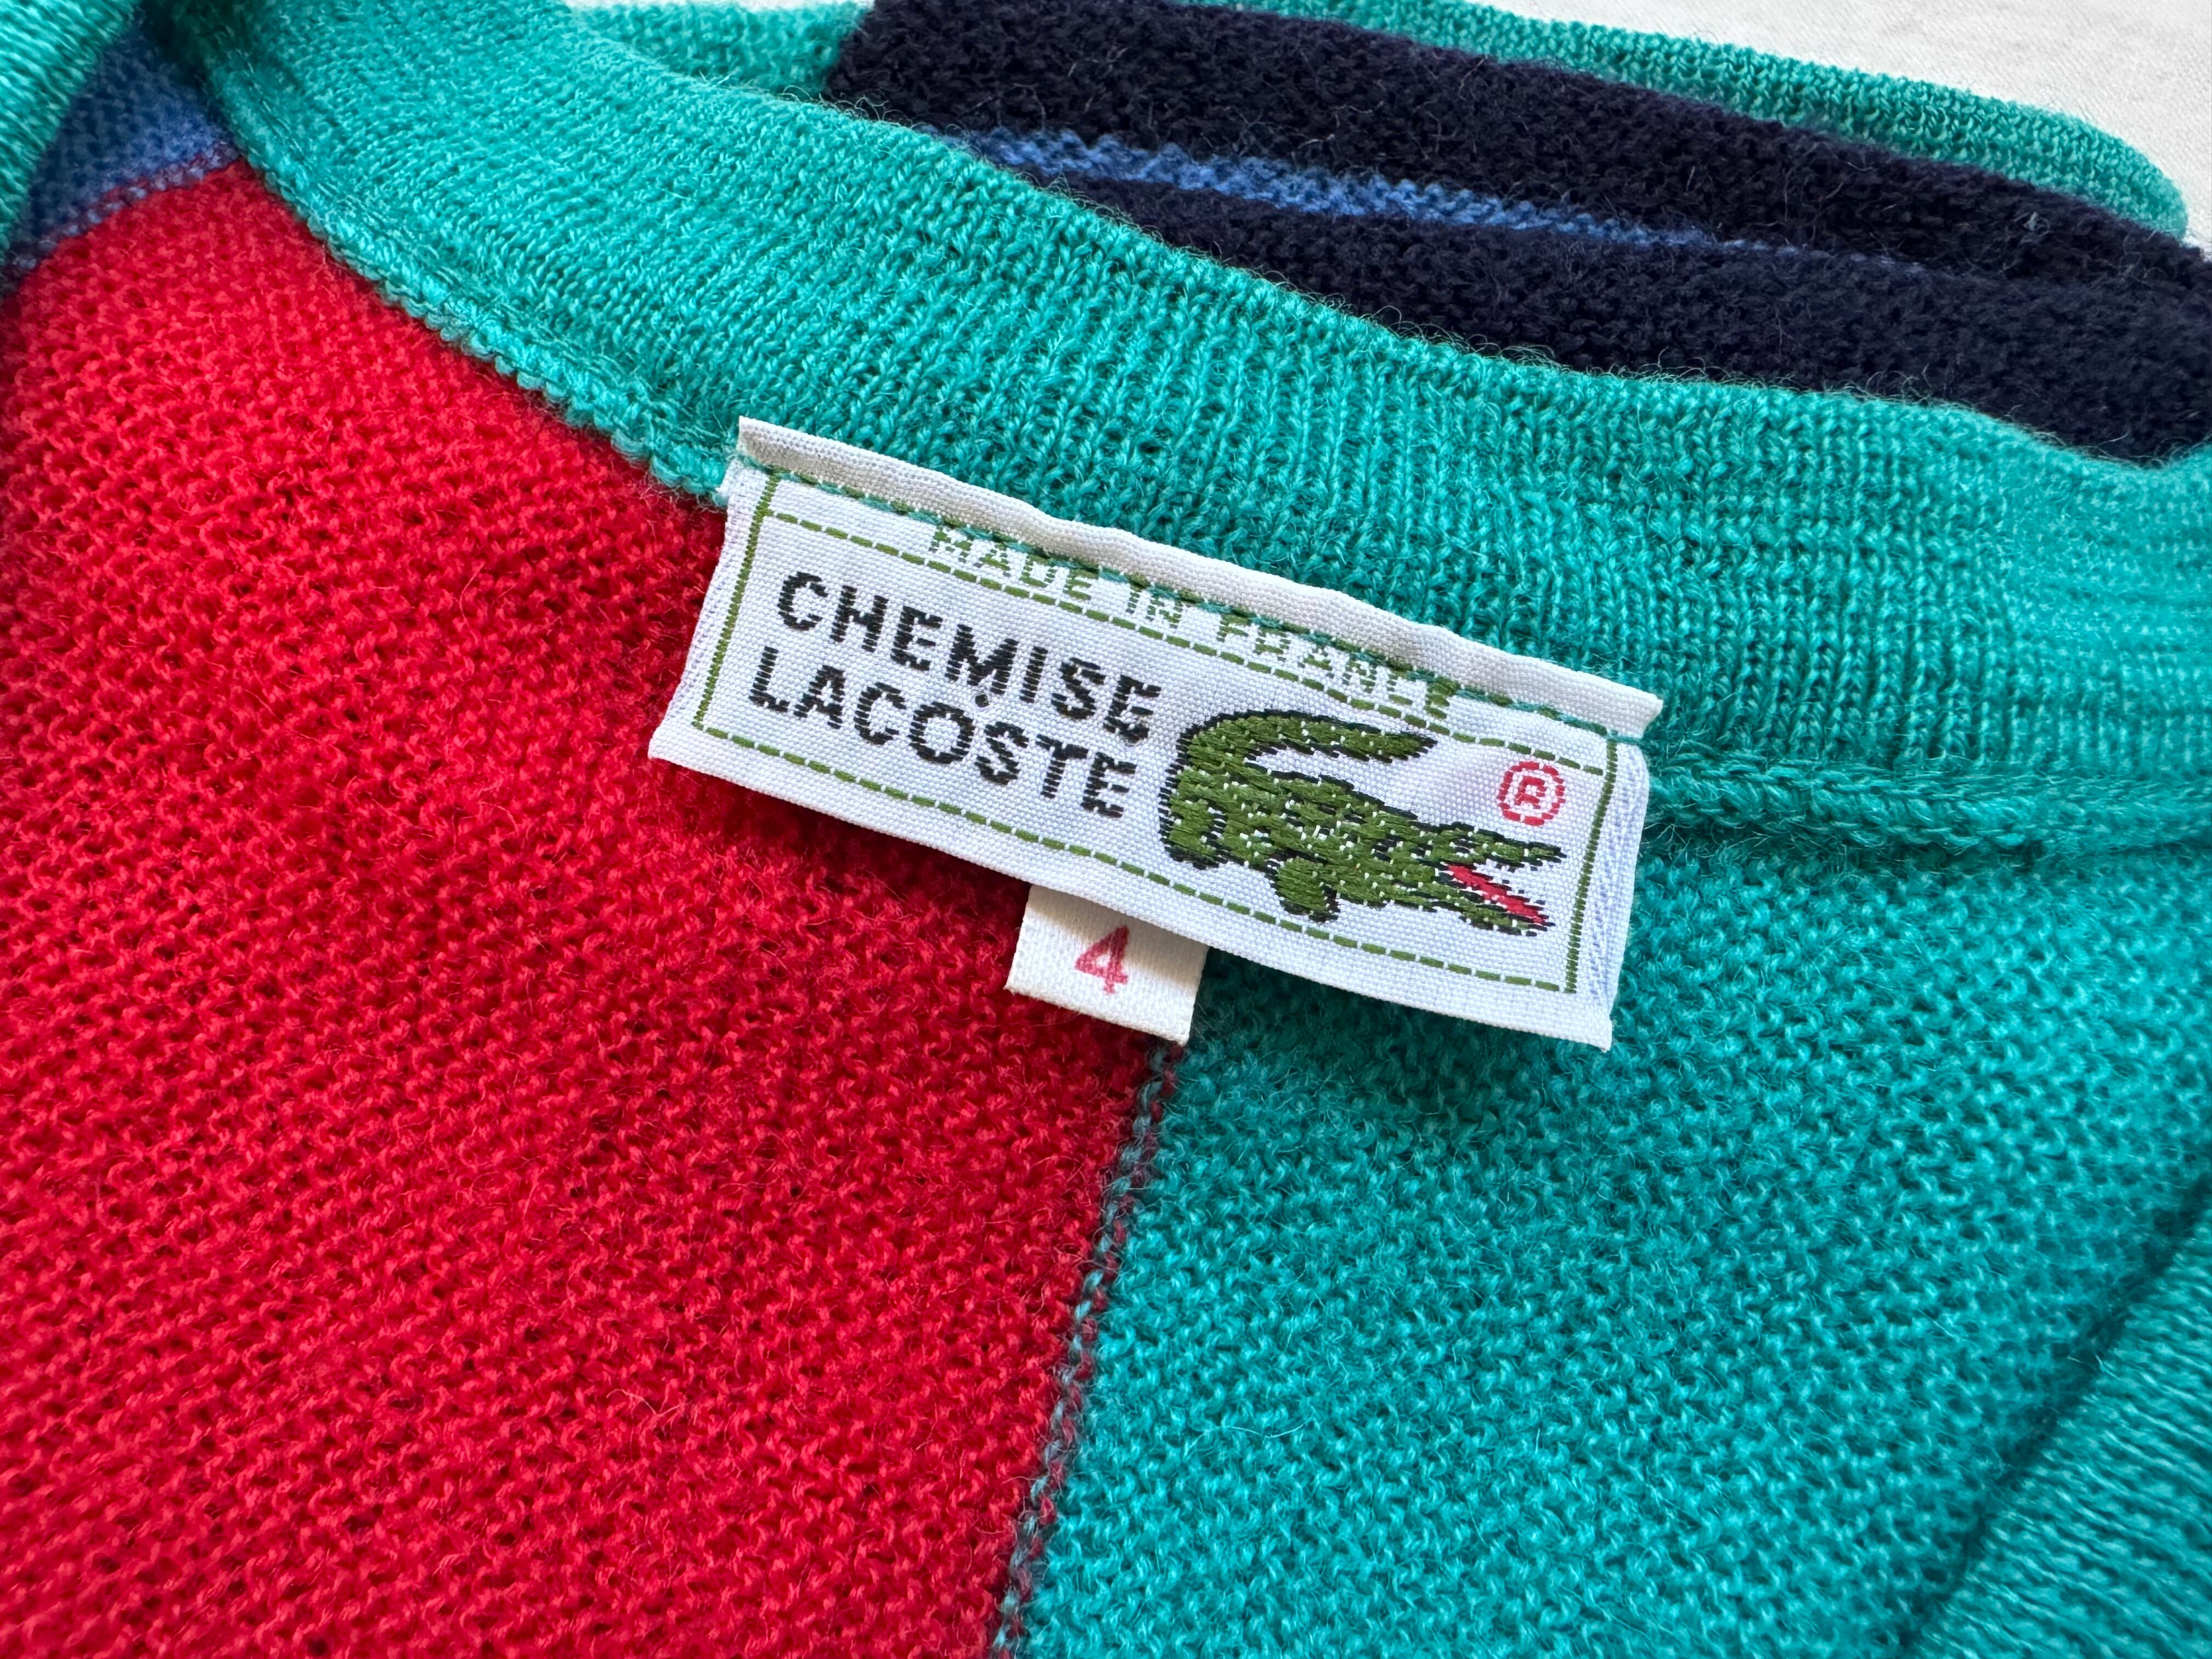 MADE IN FRANCE
CHEMISE
LACOSTE
®
4